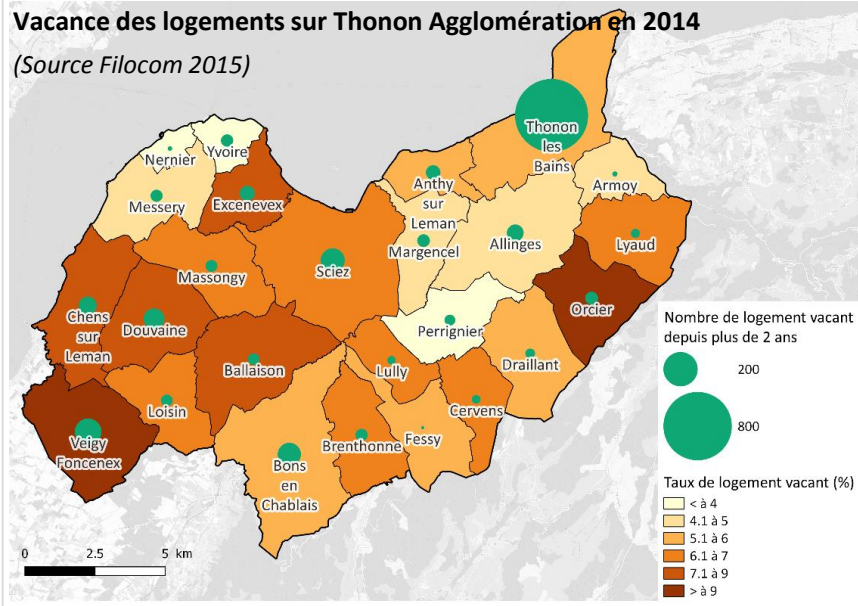 Vacance des logements sur Thonon Agglomération en 2014
(Source Filocom 2015)
Thonon
les
Bains
Nernier
Yvoire
Messery
Excenevex
Anthy
sur
Leman
Armoy
Margencel
Allinges
Lyaud
Massongy
Sciez
Orcier
Chens
sur
Leman
Douvaine
Perrignier
Ballaison
Lully
Draillant
Loisin
Cervens
Veigy
Foncenex
Bons
en
Chablais
Brenthonne
Fessy
Nombre de logement vacant
depuis plus de 2 ans
200
800
Taux de logement vacant (%)
< à 4
4.1 à 5
5.1 à 6
6.1 à 7
7.1 à 9
> à 9
0 2.5 5 km